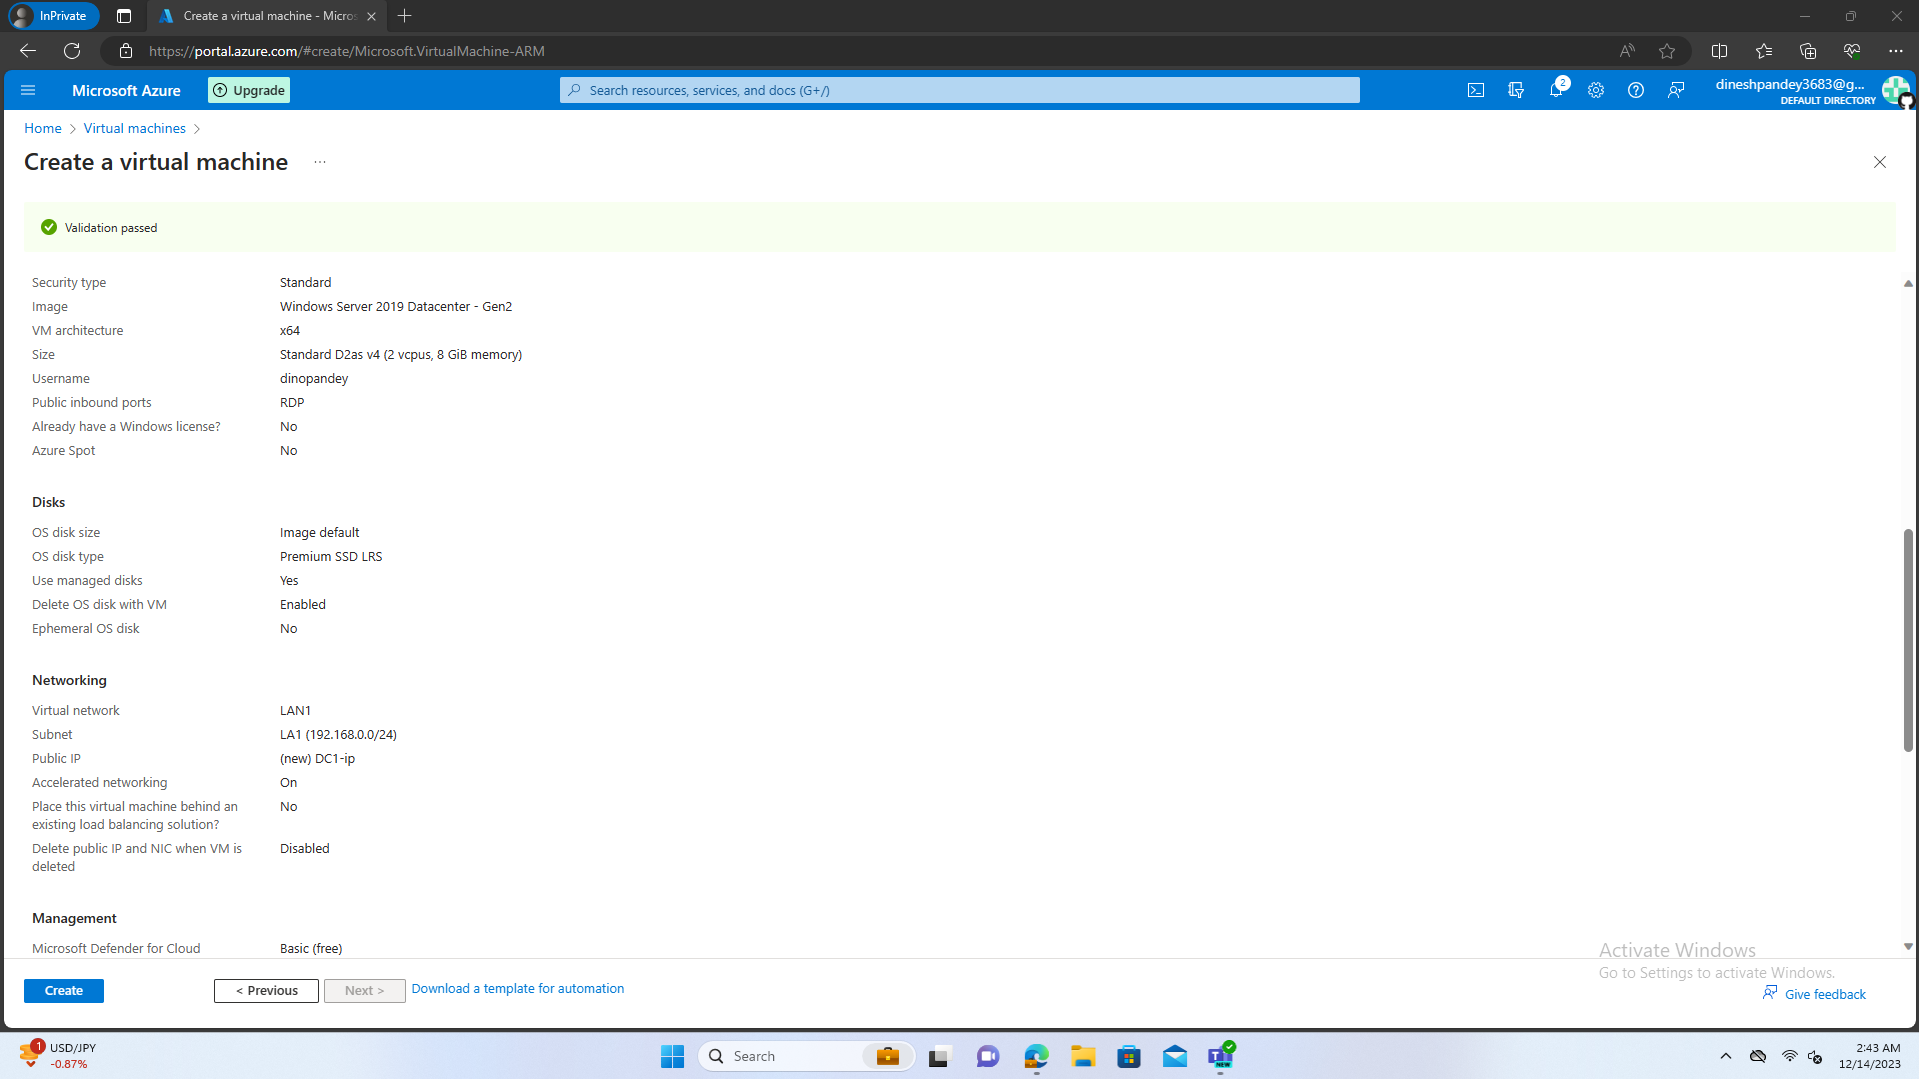 InPrivate
Create a virtual machine - Micros
https://portal.azure.com/#create/Microsoft.VirtualMachine-ARM
Microsoft Azure
Upgrade
Search resources, services, and docs (G+/)
2
dineshpandey3683@g...
DEFAULT DIRECTORY
Home > Virtual machines >
Create a virtual machine ...
Validation passed
Security type Standard
Image Windows Server 2019 Datacenter - Gen2
VM architecture x64
Size Standard D2as v4 (2 vcpus, 8 GiB memory)
Username dinopandey
Public inbound ports RDP
Already have a Windows license? No
Azure Spot No
Disks
OS disk size Image default
OS disk type Premium SSD LRS
Use managed disks Yes
Delete OS disk with VM Enabled
Ephemeral OS disk No
Networking
Virtual network LAN1
Subnet LA1 (192.168.0.0/24)
Public IP (new) DC1-ip
Accelerated networking On
Place this virtual machine behind an No
existing load balancing solution?
Delete public IP and NIC when VM is Disabled
deleted
Management
Microsoft Defender for Cloud Basic (free)
Activate Windows
Go to Settings to activate Windows.
Create
< Previous
Next >
Download a template for automation
Give feedback
1
USD/JPY
-0.87%
Search
T
NEW
2:43 AM
12/14/2023